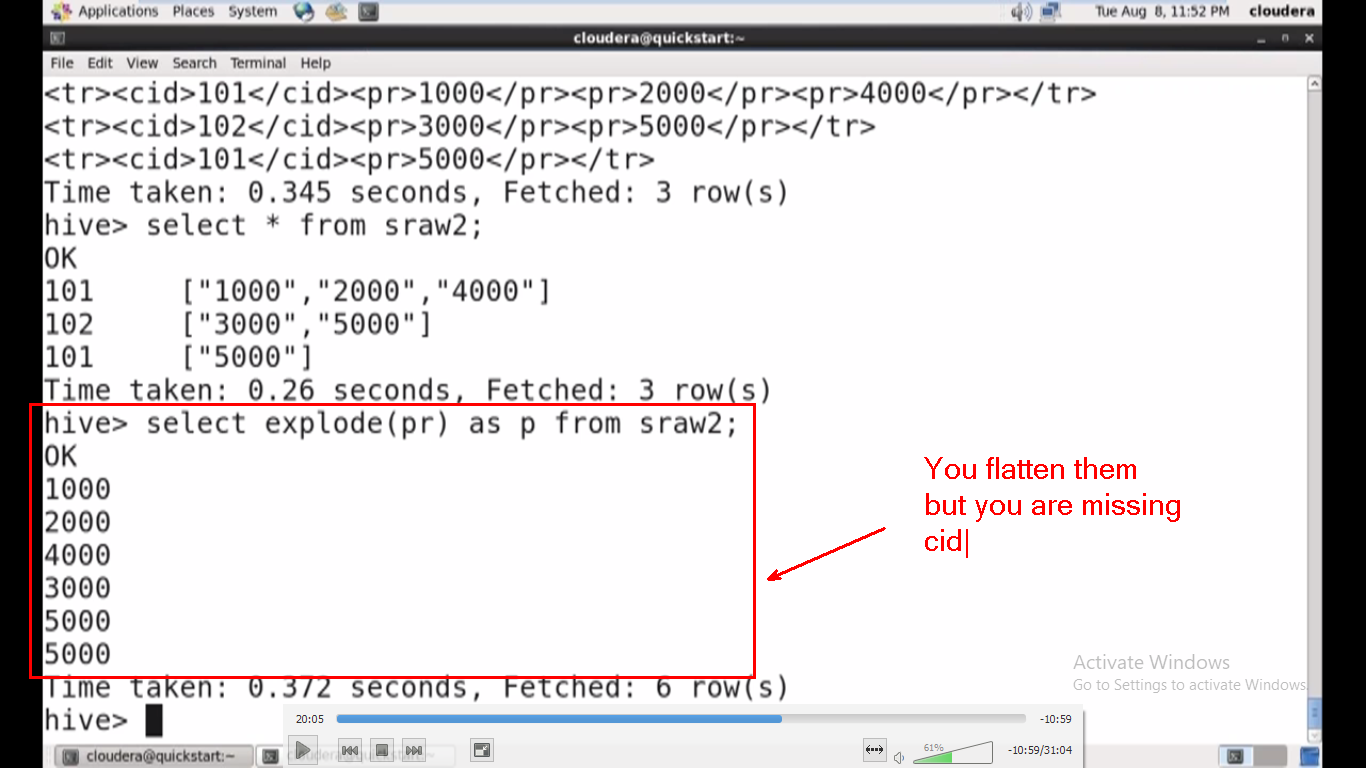 Applications Places System Tue Aug 8, 11:52 PM cloudera
cloudera@quickstart:~
File Edit View Search Terminal Help
<tr><cid>101</cid><pr>1000</pr><pr>2000</pr><pr>4000</pr></tr>
<tr><cid>102</cid><pr>3000</pr><pr>5000</pr></tr>
<tr><cid>101</cid><pr>5000</pr></tr>
Time taken: 0.345 seconds, Fetched: 3 row(s)
hive> select * from sraw2;
OK
101 ["1000","2000","4000"]
102 ["3000","5000"]
101 ["5000"]
Time taken: 0.26 seconds, Fetched: 3 row(s)
hive> select explode(pr) as p from sraw2;
OK
1000
2000
4000
3000
5000
5000
Time taken: 0.372 seconds, Fetched: 6 row(s)
hive>
You flatten them
but you are missing
cid
Activate Windows
Go to Settings to activate Windows.
20:05 -10:59
61% -10:59/31:04
cloudera@quickstart:~ cloudera@quickstart:~